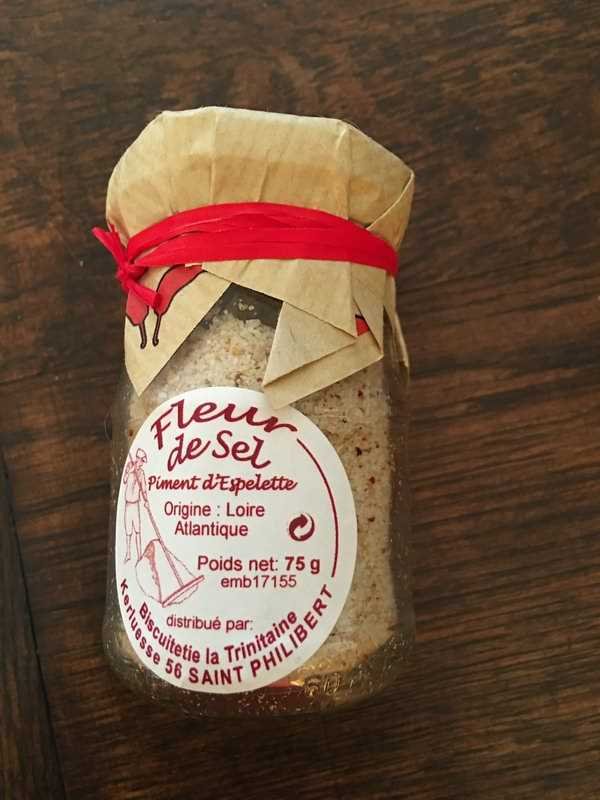 Fleur
de Sel
Piment d'Espelette
Origine : Loire
Atlantique
Poids net: 75 g
emb17155
distribué par:
Biscuitetie la Trinitaine
Kerluesse 56 SAINT PHILIBERT